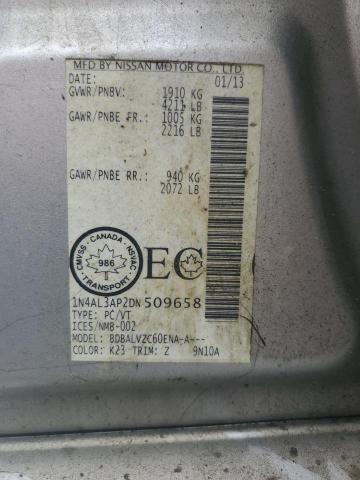 MFD BY NISSAN MOTOR CO., LTD.
DATE: 01/13
GVWR/PNBV: 1910 KG
4211 LB
GAWR/PNBE FR.: 1005 KG
2216 LB
GAWR/PNBE RR.: 940 KG
2072 LB
CANADA
CMVSS NSVAC
986
TRANSPORT
EC
1N4AL3AP2DN 509658
TYPE: PC/VT
ICES/NMB-002
MODEL: BDBALVZC60ENA-A---
COLOR: K23 TRIM: Z 9N10A